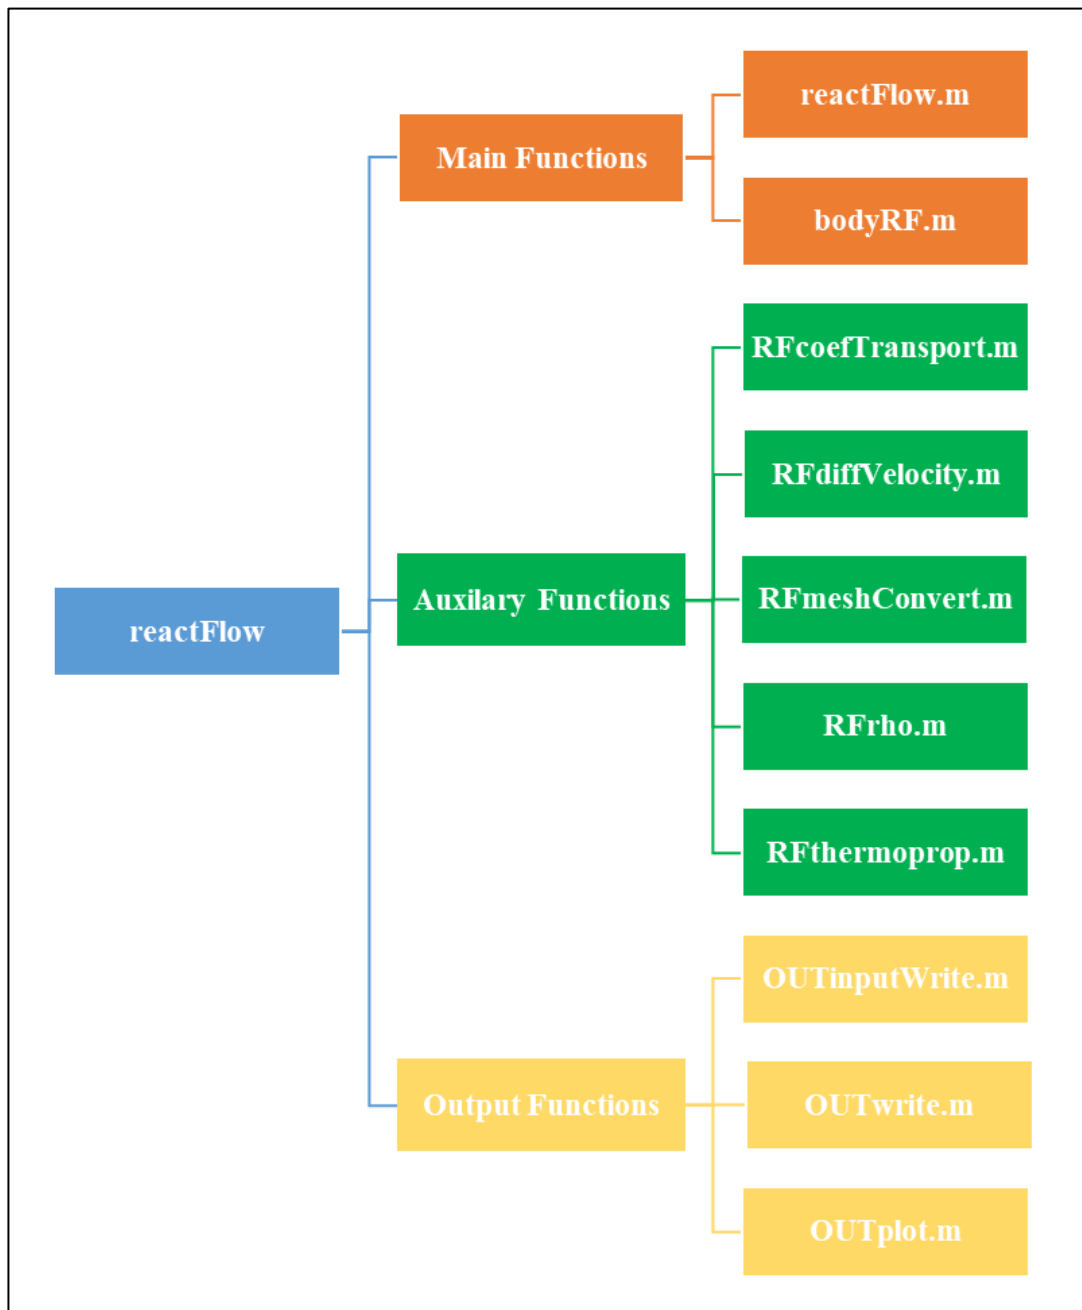 reactFlow
Main Functions
reactFlow.m
bodyRF.m
Auxilary Functions
RFcoefTransport.m
RFdiffVelocity.m
RFmeshConvert.m
RFrho.m
RFthermoprop.m
Output Functions
OUTinputWrite.m
OUTwrite.m
OUTplot.m